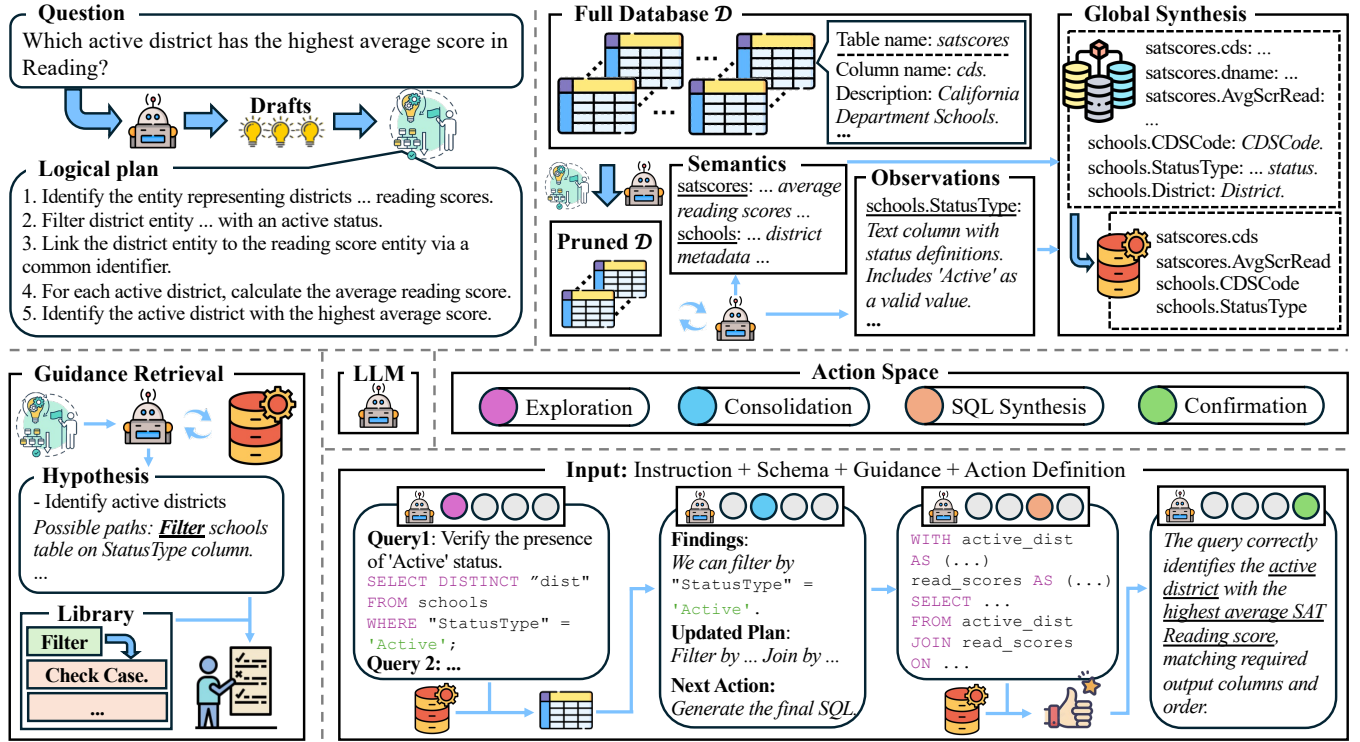 Question
Which active district has the highest average score in
Reading?
Drafts
Logical plan
1. Identify the entity representing districts ... reading scores.
2. Filter district entity ... with an active status.
3. Link the district entity to the reading score entity via a
common identifier.
4. For each active district, calculate the average reading score.
5. Identify the active district with the highest average score.
Full Database 𝒟
Table name: satscores
Column name: cds.
Description: California
Department Schools.
...
...
...
Semantics
satscores: ... average
reading scores ...
schools: ... district
metadata ...
Pruned 𝒟
Observations
schools.StatusType:
Text column with
status definitions.
Includes 'Active' as
a valid value.
...
Global Synthesis
satscores.cds: ...
satscores.dname: ...
satscores.AvgScrRead:
...
schools.CDSCode: CDSCode.
schools.StatusType: ... status.
schools.District: District.
satscores.cds
satscores.AvgScrRead
schools.CDSCode
schools.StatusType
Guidance Retrieval
Hypothesis
- Identify active districts
Possible paths: Filter schools
table on StatusType column.
...
Library
Filter
Check Case.
...
LLM
Action Space
Exploration
Consolidation
SQL Synthesis
Confirmation
Input: Instruction + Schema + Guidance + Action Definition
Query1: Verify the presence
of 'Active' status.
SELECT DISTINCT ”dist"
FROM schools
WHERE "StatusType" =
'Active';
Query 2: ...
Findings:
We can filter by
"StatusType" =
'Active'.
Updated Plan:
Filter by ... Join by ...
Next Action:
Generate the final SQL.
WITH active_dist
AS (...)
read_scores AS (...)
SELECT ...
FROM active_dist
JOIN read_scores
ON ...
The query correctly
identifies the active
district with the
highest average SAT
Reading score,
matching required
output columns and
order.